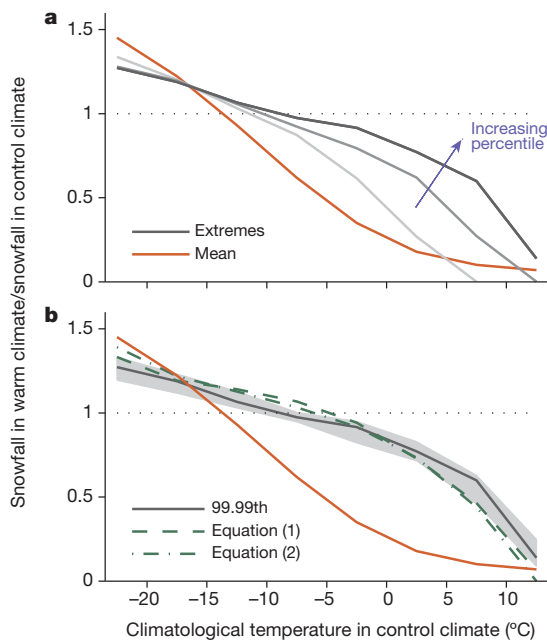 a
1.5
1
0.5
0
Increasing
percentile
Extremes
Mean
b
1.5
1
0.5
0
99.99th
Equation (1)
Equation (2)
−20 −15 −10 −5 −0 5 10
Climatological temperature in control climate (°C)
Snowfall in warm climate/snowfall in control climate